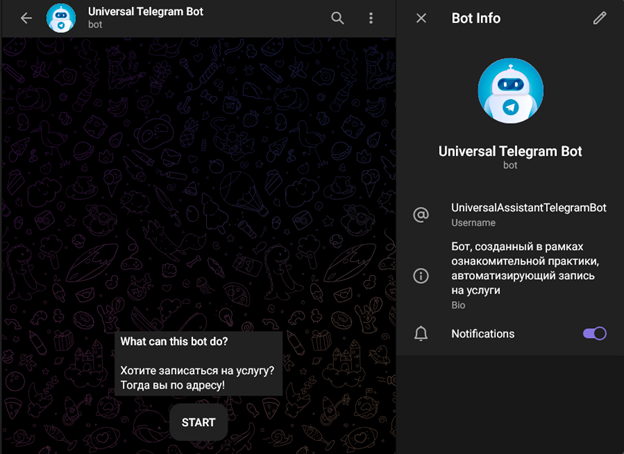 Universal Telegram Bot
bot
What can this bot do?
Хотите записаться на услугу?
Тогда вы по адресу!
START
Bot Info
Universal Telegram Bot
bot
UniversalAssistantTelegramBot
Username
Бот, созданный в рамках
ознакомительной практики,
автоматизирующий запись
на услуги
Bio
Notifications